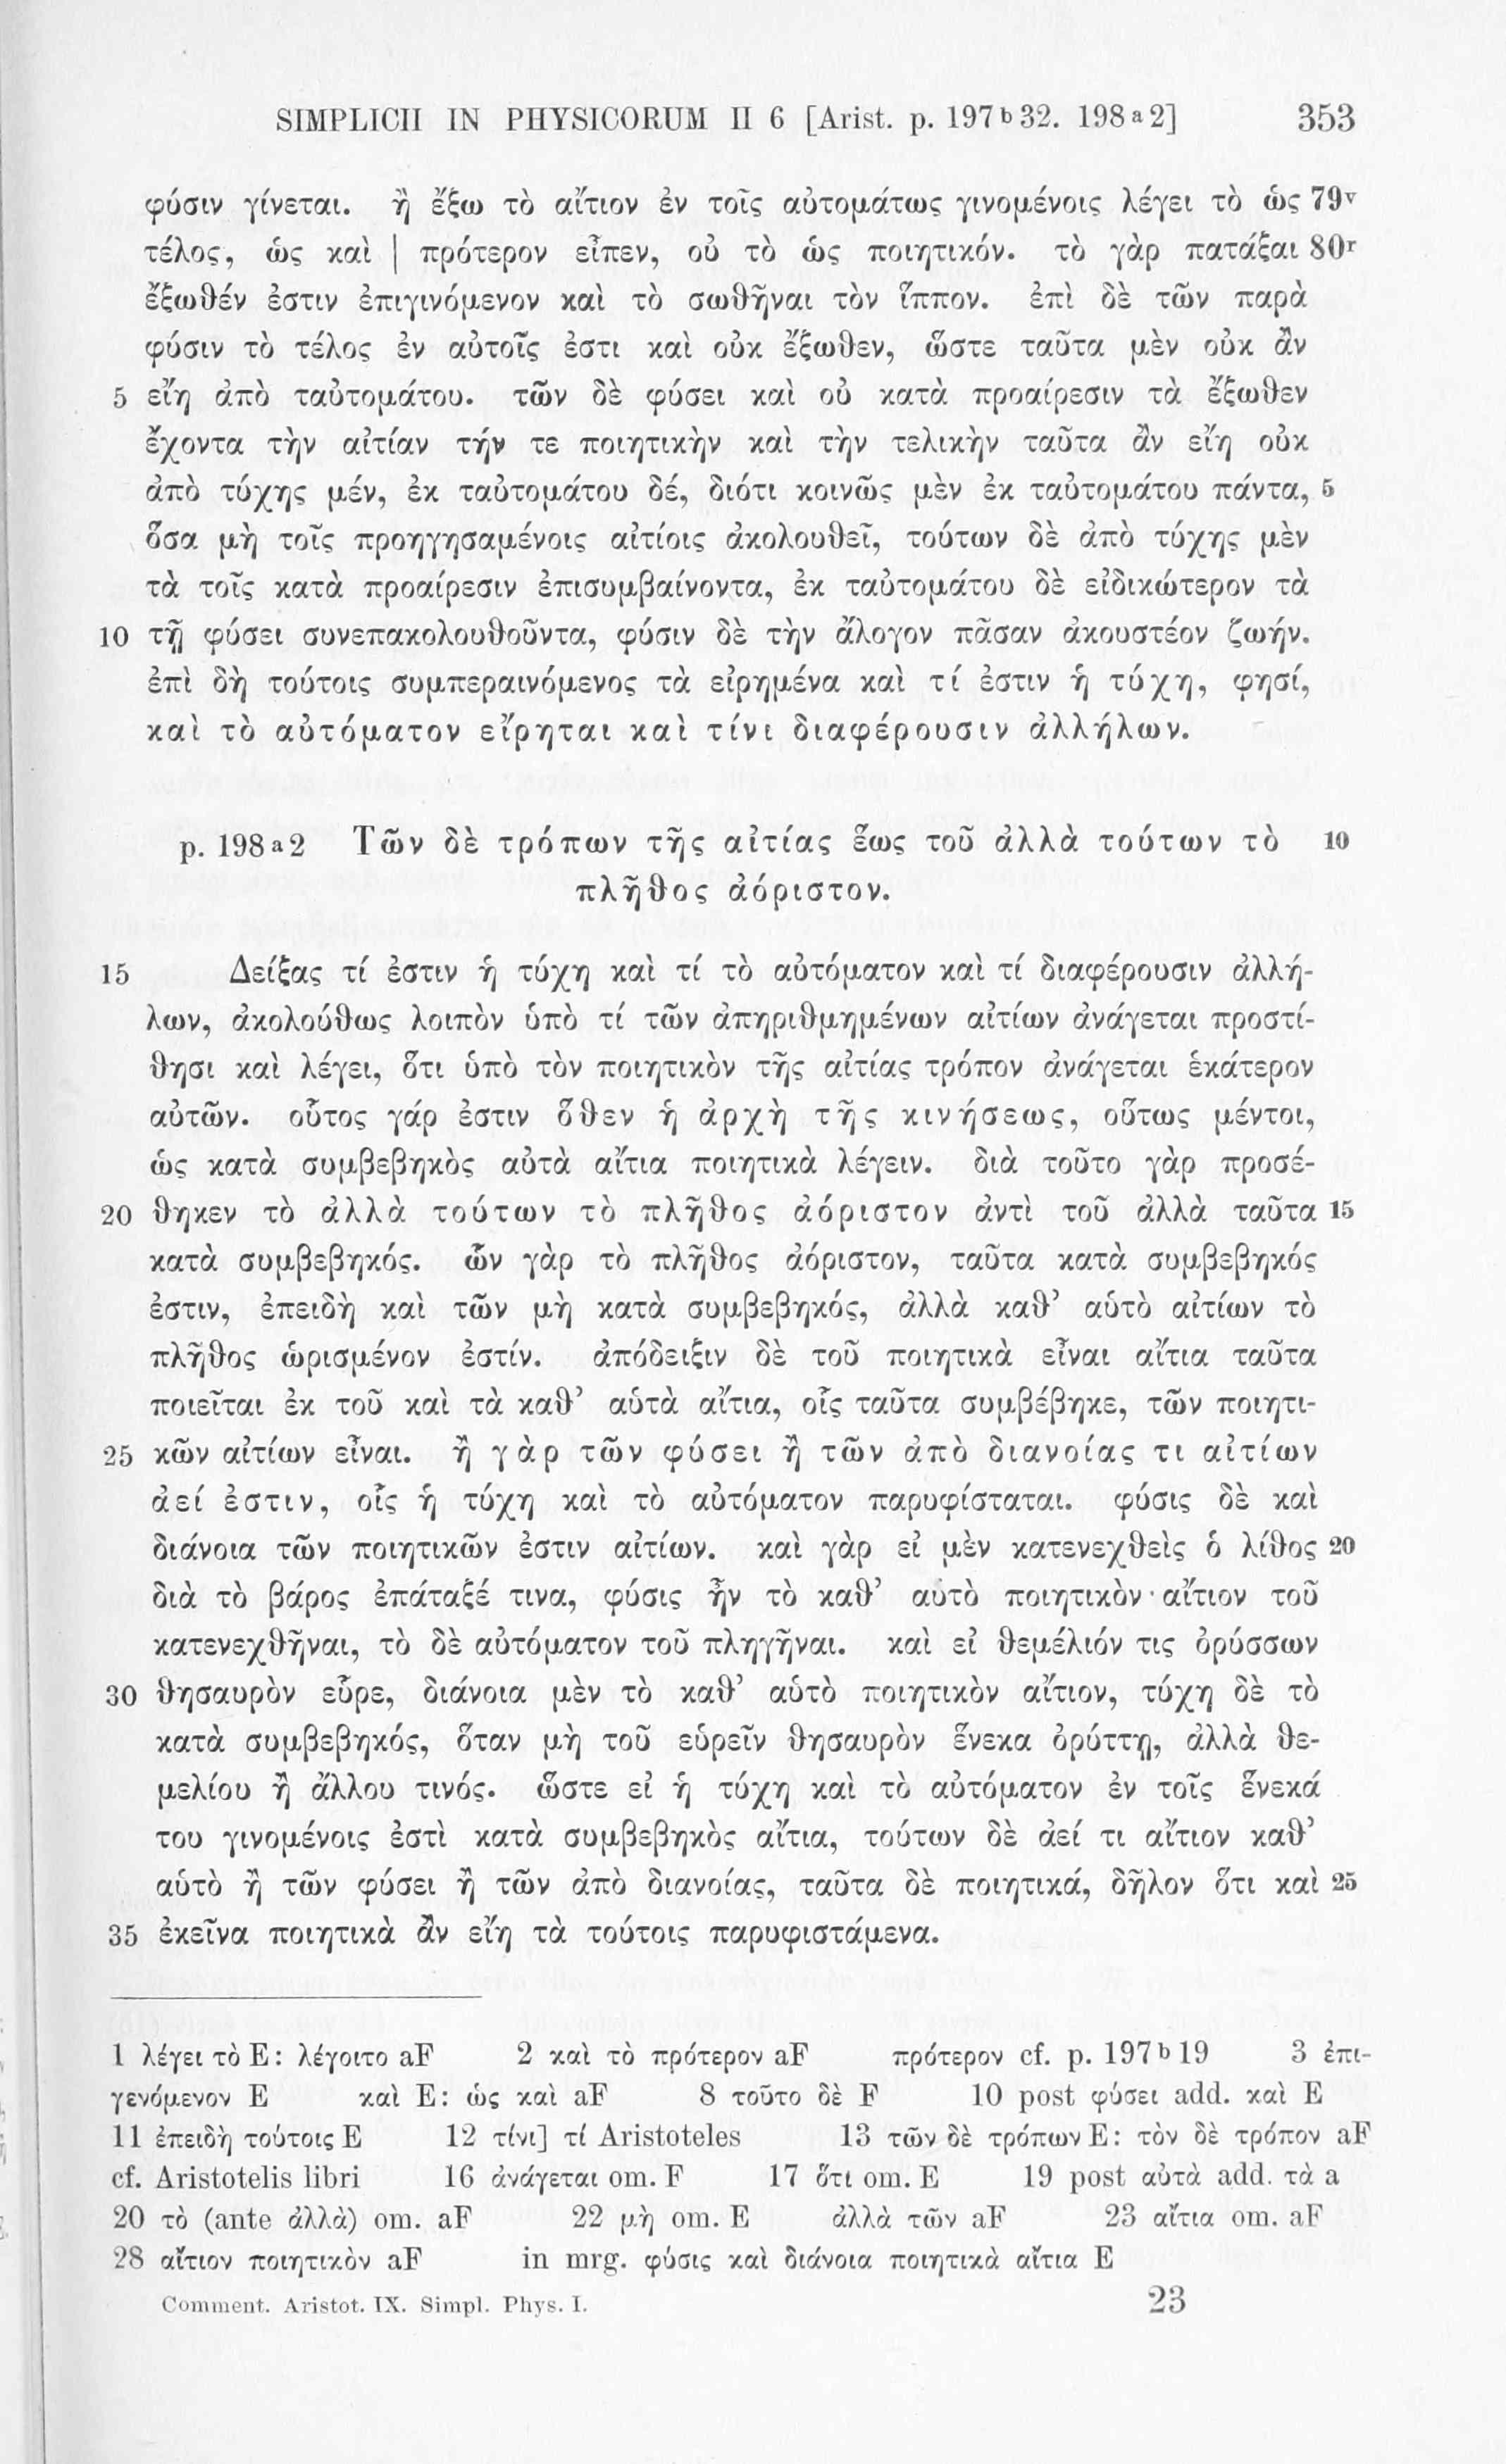 SIMPLICII IN PHYSICORUM II 6 [Arist. p. 197b32. 198a2] 353
φύσιν γίνεται. ἢ ἔξω τὸ αἴτιον ἐν τοῖς αὐτομάτως γινομένοις λέγει τὸ ὡς 79v
τέλος, ὡς καὶ | πρότερον εἶπεν, οὐ τὸ ὡς ποιητικόν. τὸ γὰρ πατάξαι 80r
ἔξωθέν ἐστιν ἐπιγινόμενον καὶ τὸ σωθῆναι τὸν ἵππον. ἐπὶ δὲ τῶν παρὰ
φύσιν τὸ τέλος ἐν αὐτοῖς ἐστι καὶ οὐκ ἔξωθεν, ὥστε ταῦτα μὲν οὐκ ἂν
5 εἴη ἀπὸ ταὐτομάτου. τῶν δὲ φύσει καὶ οὐ κατὰ προαίρεσιν τὰ ἔξωθεν
ἔχοντα τὴν αἰτίαν τήν τε ποιητικὴν καὶ τὴν τελικὴν ταῦτα ἂν εἴη οὐκ
ἀπὸ τύχης μέν, ἐκ ταὐτομάτου δέ, διότι κοινῶς μὲν ἐκ ταὐτομάτου πάντα, 5
ὅσα μὴ τοῖς προηγησαμένοις αἰτίοις ἀκολουθεῖ, τούτων δὲ ἀπὸ τύχης μὲν
τὰ τοῖς κατὰ προαίρεσιν ἐπισυμβαίνοντα, ἐκ ταὐτομάτου δὲ εἰδικώτερον τὰ
10 τῇ φύσει συνεπακολουθοῦντα, φύσιν δὲ τὴν ἄλογον πᾶσαν ἀκουστέον ζωήν.
ἐπὶ δὴ τούτοις συμπεραινόμενος τὰ εἰρημένα καὶ τί ἐστιν ἡ τύχη, φησί,
καὶ τὸ αὐτόματον εἴρηται καὶ τίνι διαφέρουσιν ἀλλήλων.
p. 198a2 Τῶν δὲ τρόπων τῆς αἰτίας ἕως τοῦ ἀλλὰ τούτων τὸ 10
πλῆθος ἀόριστον.
15 Δείξας τί ἐστιν ἡ τύχη καὶ τί τὸ αὐτόματον καὶ τί διαφέρουσιν ἀλλή-
λων, ἀκολούθως λοιπὸν ὑπὸ τί τῶν ἀπηριθμημένων αἰτίων ἀνάγεται προστί-
θησι καὶ λέγει, ὅτι ὑπὸ τὸν ποιητικὸν τῆς αἰτίας τρόπον ἀνάγεται ἑκάτερον
αὐτῶν. οὗτος γάρ ἐστιν ὅθεν ἡ ἀρχὴ τῆς κινήσεως, οὕτως μέντοι,
ὡς κατὰ συμβεβηκὸς αὐτὰ αἴτια ποιητικὰ λέγειν. διὰ τοῦτο γὰρ προσέ-
20 θηκεν τὸ ἀλλὰ τούτων τὸ πλῆθος ἀόριστον ἀντὶ τοῦ ἀλλὰ ταῦτα 15
κατὰ συμβεβηκός. ὧν γὰρ τὸ πλῆθος ἀόριστον, ταῦτα κατὰ συμβεβηκός
ἐστιν, ἐπειδὴ καὶ τῶν μὴ κατὰ συμβεβηκός, ἀλλὰ καθ’ αὑτὸ αἰτίων τὸ
πλῆθος ὡρισμένον ἐστίν. ἀπόδειξιν δὲ τοῦ ποιητικὰ εἶναι αἴτια ταῦτα
ποιεῖται ἐκ τοῦ καὶ τὰ καθ’ αὑτὰ αἴτια, οἷς ταῦτα συμβέβηκε, τῶν ποιητι-
25 κῶν αἰτίων εἶναι. ἢ γὰρ τῶν φύσει ἢ τῶν ἀπὸ διανοίας τι αἰτίων
ἀεί ἐστιν, οἷς ἡ τύχη καὶ τὸ αὐτόματον παρυφίσταται. φύσις δὲ καὶ
διάνοια τῶν ποιητικῶν ἐστιν αἰτίων. καὶ γὰρ εἰ μὲν κατενεχθεὶς ὁ λίθος 20
διὰ τὸ βάρος ἐπάταξέ τινα, φύσις ἦν τὸ καθ’ αὑτὸ ποιητικὸν αἴτιον τοῦ
κατενεχθῆναι, τὸ δὲ αὐτόματον τοῦ πληγῆναι. καὶ εἰ θεμέλιόν τις ὀρύσσων
30 θησαυρὸν εὗρε, διάνοια μὲν τὸ καθ’ αὑτὸ ποιητικὸν αἴτιον, τύχη δὲ τὸ
κατὰ συμβεβηκός, ὅταν μὴ τοῦ εὑρεῖν θησαυρὸν ἕνεκα ὀρύττῃ, ἀλλὰ θε-
μελίου ἢ ἄλλου τινός. ὥστε εἰ ἡ τύχη καὶ τὸ αὐτόματον ἐν τοῖς ἕνεκά
του γινομένοις ἐστὶ κατὰ συμβεβηκὸς αἴτια, τούτων δὲ ἀεί τι αἴτιον καθ’
αὑτὸ ἢ τῶν φύσει ἢ τῶν ἀπὸ διανοίας, ταῦτα δὲ ποιητικά, δῆλον ὅτι καὶ 25
35 ἐκεῖνα ποιητικὰ ἂν εἴη τὰ τούτοις παρυφιστάμενα.
1 λέγει τὸ E: λέγοιτο aF 2 καὶ τὸ πρότερον aF πρότερον cf. p. 197b19 3 ἐπι-
γενόμενον E καὶ E: ὡς καὶ aF 8 τοῦτο δὲ F 10 post φύσει add. καὶ E
11 ἐπειδὴ τούτοις E 12 τίνι] τί Aristoteles 13 τῶν δὲ τρόπων E: τὸν δὲ τρόπον aF
cf. Aristotelis libri 16 ἀνάγεται om. F 17 ὅτι om. E 19 post αὐτὰ add. τὰ a
20 τὸ (ante ἀλλὰ) om. aF 22 μὴ om. E ἀλλὰ τῶν aF 23 αἴτια om. aF
28 αἴτιον ποιητικὸν aF in mrg. φύσις καὶ διάνοια ποιητικὰ αἴτια E
Comment. Aristot. IX. Simpl. Phys. I. 23